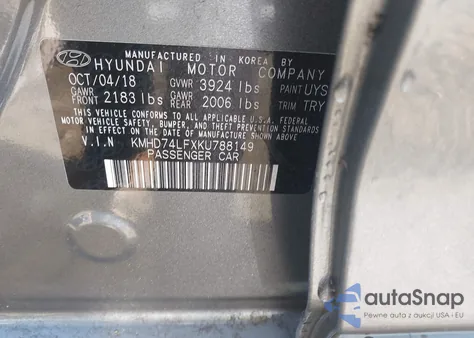 MANUFACTURED IN KOREA BY
HYUNDAI MOTOR COMPANY
OCT/04/18 GVWR 3924 lbs PAINT UYS
GAWR FRONT 2183 lbs GAWR REAR 2006 lbs TRIM TRY
THIS VEHICLE CONFORMS TO ALL APPLICABLE U.S.A. FEDERAL
MOTOR VEHICLE SAFETY, BUMPER, AND THEFT PREVENTION
STANDARDS IN EFFECT ON THE DATE OF MANUFACTURE SHOWN ABOVE.
V.I.N KMHD74LFXKU788149
PASSENGER CAR
autoSnap
Pewne auta z aukcji USA i EU